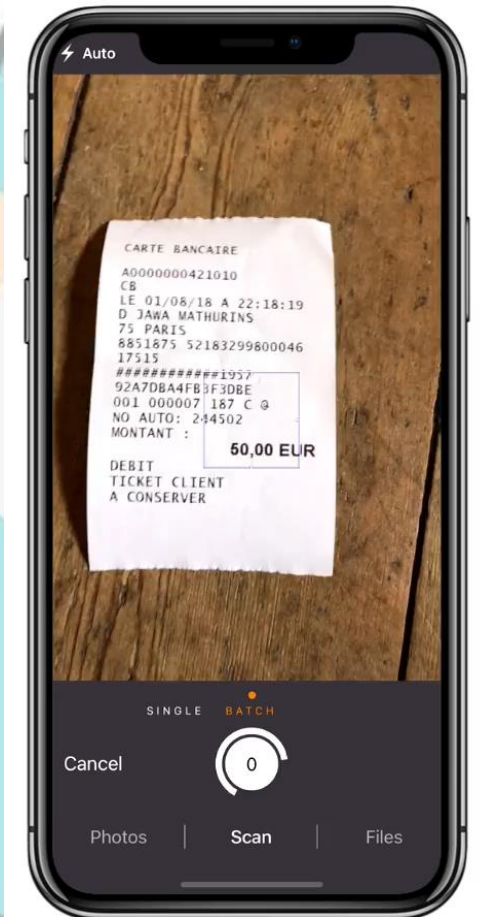 Auto
CARTE BANCAIRE
A0000000421010
CB
LE 01/08/18 A 22:18:19
D JAWA MATHURINS
75 PARIS
8851875 52183299800046
17515
############1957
92A7DBA4FB3F3DBE
001 000007 187 C @
NO AUTO: 244502
MONTANT :
50,00 EUR
DEBIT
TICKET CLIENT
A CONSERVER
SINGLE BATCH
Cancel 0
Photos | Scan | Files